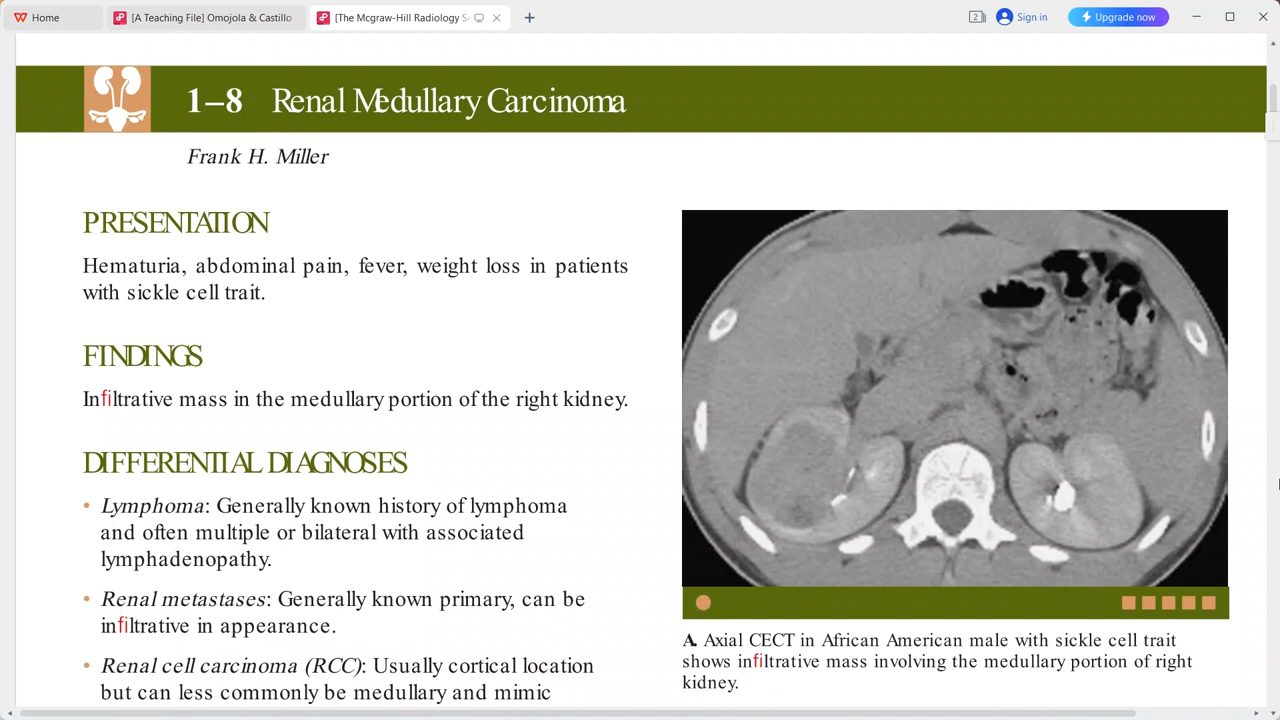 Home
[A Teaching File] Omojola & Castillo
[The Mcgraw-Hill Radiology S
2
Sign in
Upgrade now
1–8 Renal Medullary Carcinoma
Frank H. Miller
PRESENTATION
Hematuria, abdominal pain, fever, weight loss in patients
with sickle cell trait.
FINDINGS
Infiltrative mass in the medullary portion of the right kidney.
DIFFERENTIAL DIAGNOSES
• Lymphoma: Generally known history of lymphoma
and often multiple or bilateral with associated
lymphadenopathy.
• Renal metastases: Generally known primary, can be
infiltrative in appearance.
• Renal cell carcinoma (RCC): Usually cortical location
but can less commonly be medullary and mimic
A. Axial CECT in African American male with sickle cell trait
shows infiltrative mass involving the medullary portion of right
kidney.